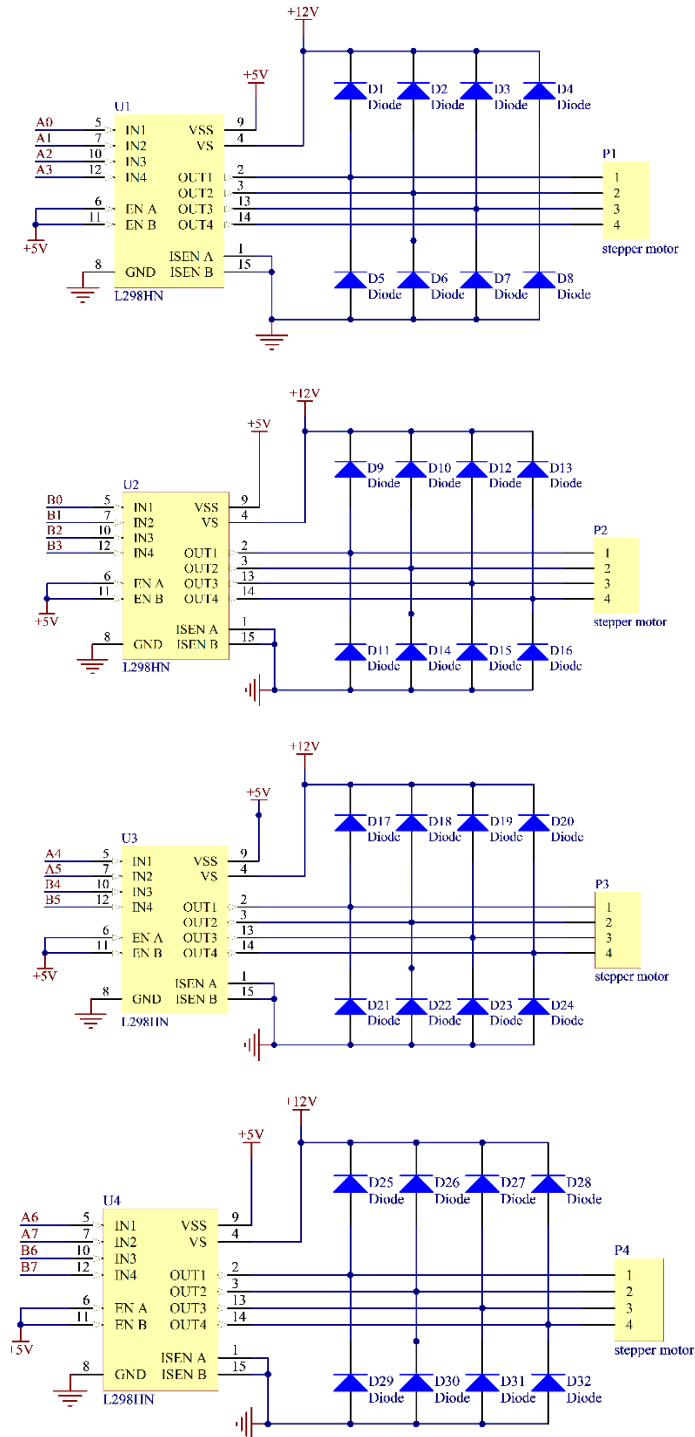 +12V
+5V
D1 D2 D3 D4
Diode Diode Diode Diode
U1
A0 5 IN1 VSS 9
A1 7 IN2 VS 4
A2 10 IN3
A3 12 IN4 OUT1 2
OUT2 3
6 EN A OUT3 13
11 EN B OUT4 14
+5V
ISEN A 1
8 GND ISEN B 15
L298HN
P1
1
2
3
4
stepper motor
D5 D6 D7 D8
Diode Diode Diode Diode
+12V
+5V
D9 D10 D12 D13
Diode Diode Diode Diode
U2
B0 5 IN1 VSS 9
B1 7 IN2 VS 4
B2 10 IN3
B3 12 IN4 OUT1 2
OUT2 3
6 EN A OUT3 13
11 EN B OUT4 14
+5V
ISEN A 1
8 GND ISEN B 15
L298HN
P2
1
2
3
4
stepper motor
D11 D14 D15 D16
Diode Diode Diode Diode
+12V
+5V
D17 D18 D19 D20
Diode Diode Diode Diode
U3
A4 5 IN1 VSS 9
A5 7 IN2 VS 4
B4 10 IN3
B5 12 IN4 OUT1 2
OUT2 3
6 EN A OUT3 13
11 EN B OUT4 14
+5V
ISEN A 1
8 GND ISEN B 15
L298HN
P3
1
2
3
4
stepper motor
D21 D22 D23 D24
Diode Diode Diode Diode
+12V
+5V
D25 D26 D27 D28
Diode Diode Diode Diode
U4
A6 5 IN1 VSS 9
A7 7 IN2 VS 4
B6 10 IN3
B7 12 IN4 OUT1 2
OUT2 3
6 EN A OUT3 13
11 EN B OUT4 14
+5V
ISEN A 1
8 GND ISEN B 15
L298HN
P4
1
2
3
4
stepper motor
D29 D30 D31 D32
Diode Diode Diode Diode